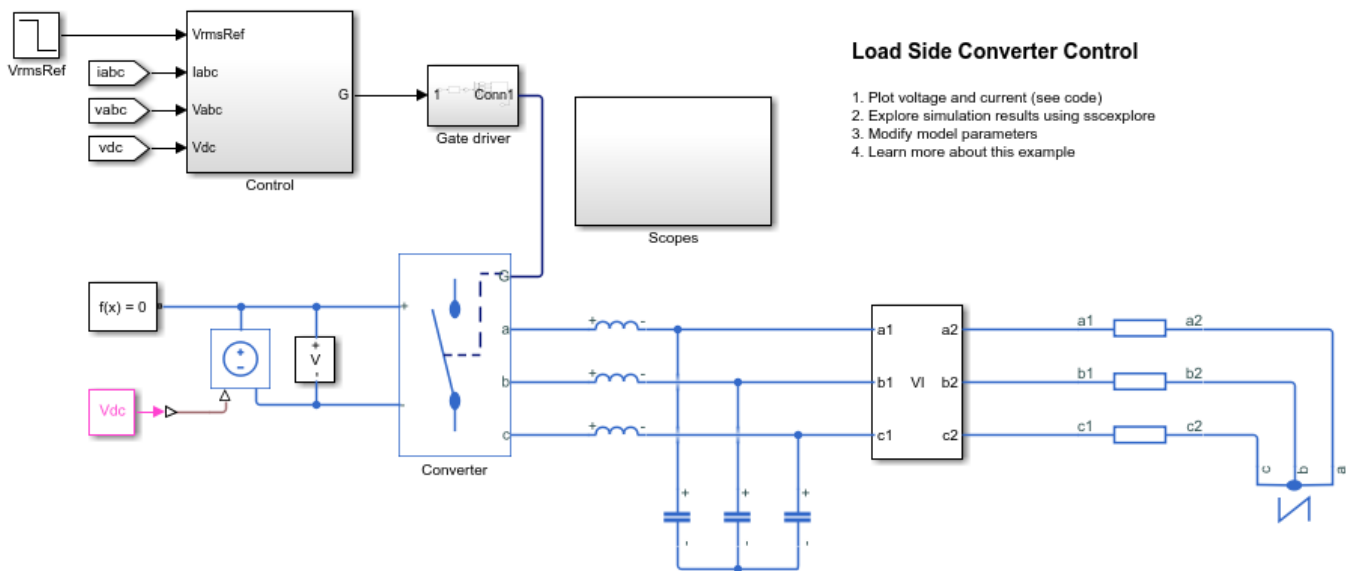 VrmsRef
iabc
vabc
vdc
VrmsRef
Iabc
Vabc
Vdc
G
Control
1
Conn1
Gate driver
Scopes
Load Side Converter Control
1. Plot voltage and current (see code)
2. Explore simulation results using sscexplore
3. Modify model parameters
4. Learn more about this example
f(x) = 0
+
-
+
V
-
Vdc
+
-
G
a
b
c
Converter
+ -
+ -
+ -
+ -
+ -
+ -
a1 a2
b1 VI b2
c1 c2
a1 a2
b1 b2
c1 c2
c
b
a